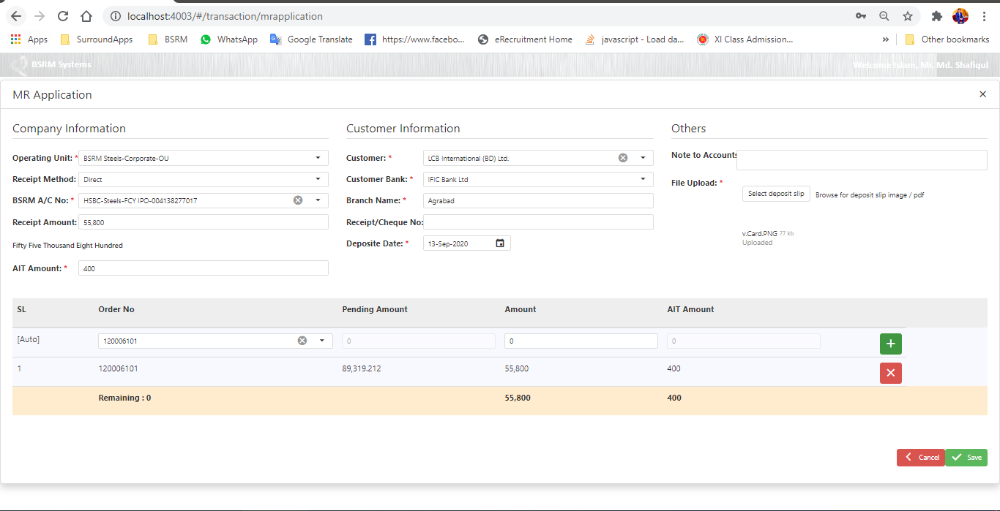 localhost:4003/#/transaction/mrapplication
Apps SurroundApps BSRM WhatsApp Google Translate https://www.facebo... eRecruitment Home javascript - Load da... XI Class Admission... » Other bookmarks
BSRM Systems Welcome Islam, Mr. Md. Shafiqul
MR Application
Company Information
Operating Unit: * BSRM Steels-Corporate-OU
Receipt Method: Direct
BSRM A/C No: * HSBC-Steels-FCY IPO-004138277017
Receipt Amount: 55,800
Fifty Five Thousand Eight Hundred
AIT Amount: * 400
Customer Information
Customer: * LCB International (BD) Ltd.
Customer Bank: * IFIC Bank Ltd
Branch Name: * Agrabad
Receipt/Cheque No:
Deposite Date: * 13-Sep-2020
Others
Note to Accounts
File Upload: *
Select deposit slip Browse for deposit slip image / pdf
v.Card.PNG 77 kb
Uploaded
SL Order No Pending Amount Amount AIT Amount
[Auto] 120006101 0 0 0
1 120006101 89,319.212 55,800 400
Remaining : 0 55,800 400
Cancel Save